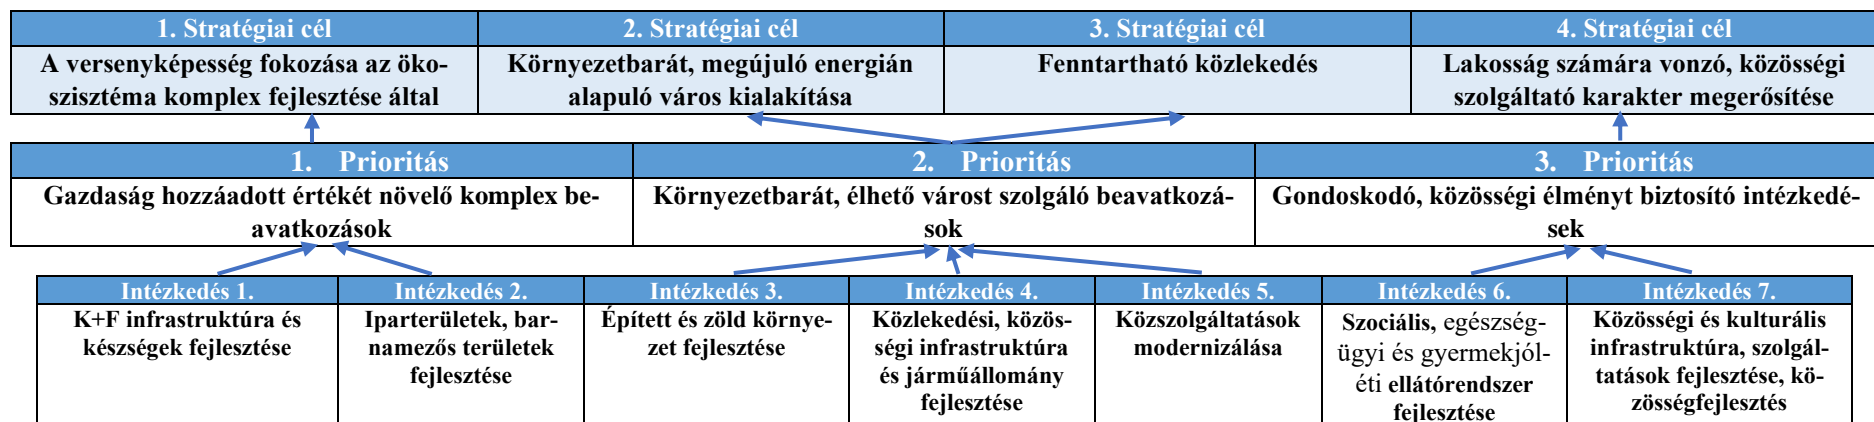 1. Stratégiai cél
2. Stratégiai cél
3. Stratégiai cél
4. Stratégiai cél
A versenyképesség fokozása az öko-
szisztéma komplex fejlesztése által
Környezetbarát, megújuló energián
alapuló város kialakítása
Fenntartható közlekedés
Lakosság számára vonzó, közösségi
szolgáltató karakter megerősítése
1. Prioritás
2. Prioritás
3. Prioritás
Gazdaság hozzáadott értékét növelő komplex be-
avatkozások
Környezetbarát, élhető várost szolgáló beavatkozá-
sok
Gondoskodó, közösségi élményt biztosító intézkedé-
sek
Intézkedés 1.
Intézkedés 2.
Intézkedés 3.
Intézkedés 4.
Intézkedés 5.
Intézkedés 6.
Intézkedés 7.
K+F infrastruktúra és
készségek fejlesztése
Iparterületek, bar-
namezős területek
fejlesztése
Épített és zöld környe-
zet fejlesztése
Közlekedési, közös-
ségi infrastruktúra
és járműállomány
fejlesztése
Közszolgáltatások
modernizálása
Szociális, egészség-
ügyi és gyermekjól-
éti ellátórendszer
fejlesztése
Közösségi és kulturális
infrastruktúra, szolgál-
tatások fejlesztése, kö-
zösségfejlesztés